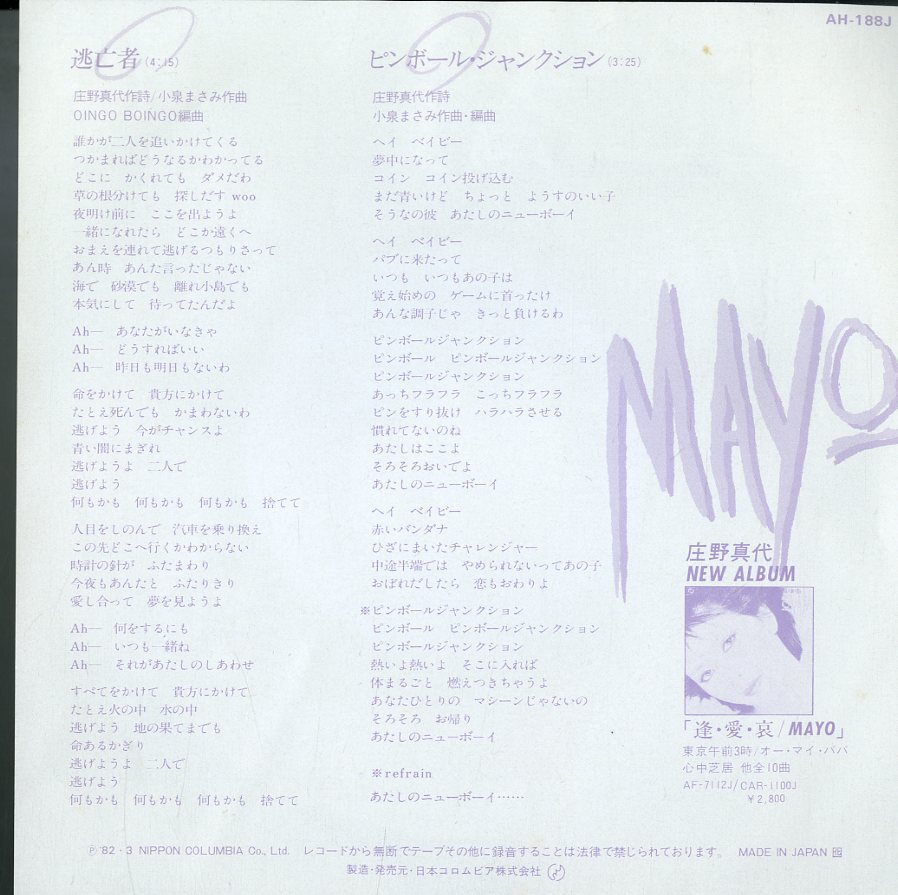 AH-188J
逃亡者(4:15)
庄野真代作詩/小泉まさみ作曲
OINGO BOINGO編曲
誰かが二人を追いかけてくる
つかまればどうなるかわかってる
どこに かくれても ダメだわ
草の根分けても 探しだす woo
夜明け前に ここを出ようよ
一緒になれたら どこか遠くへ
おまえを連れて逃げるつもりさって
あん時 あんた言ったじゃない
海で 砂漠でも 離れ小島でも
本気にして 待ってたんだよ
Ah― あなたがいなきゃ
Ah― どうすればいい
Ah― 昨日も明日もないわ
命をかけて 貴方にかけて
たとえ死んでも かまわないわ
逃げよう 今がチャンスよ
青い闇にまぎれ
逃げようよ 二人で
逃げよう
何もかも 何もかも 何もかも 捨てて
人目をしのんで 汽車を乗り換え
この先どこへ行くかわからない
時計の針が ふたまわり
今夜もあんたと ふたりきり
愛し合って 夢を見ようよ
Ah― 何をするにも
Ah― いつも一緒ね
Ah― それがあたしのしあわせ
すべてをかけて 貴方にかけて
たとえ火の中 水の中
逃げよう 地の果てまでも
命あるかぎり
逃げようよ 二人で
逃げよう
何もかも 何もかも 何もかも 捨てて
ピンボール・ジャンクション(3:25)
庄野真代作詩
小泉まさみ作曲・編曲
ヘイ ベイビー
夢中になって
コイン コイン投げ込む
まだ青いけど ちょっと ようすのいい子
そうなの彼 あたしのニューボーイ
ヘイ ベイビー
パブに来たって
いつも いつもあの子は
覚え始めの ゲームに首ったけ
あんな調子じゃ きっと負けるわ
ピンボールジャンクション
ピンボール ピンボールジャンクション
ピンボールジャンクション
あっちフラフラ こっちフラフラ
ピンをすり抜け ハラハラさせる
慣れてないのね
あたしはここよ
そろそろおいでよ
あたしのニューボーイ
ヘイ ベイビー
赤いバンダナ
ひざにまいたチャレンジャー
中途半端では やめられないってあの子
おぼれだしたら 恋もおわりよ
※ピンボールジャンクション
ピンボール ピンボールジャンクション
ピンボールジャンクション
熱いよ熱いよ そこに入れば
体まるごと 燃えつきちゃうよ
あなたひとりの マシーンじゃないの
そろそろ お帰り
あたしのニューボーイ
※refrain
あたしのニューボーイ……
MAYO
庄野真代
NEW ALBUM
「逢・愛・哀/MAYO」
東京午前3時/オー・マイ・パパ
心中芝居 他全10曲
AF-7112J/CAR-1100J
¥2,800
Ⓟ'82・3 NIPPON COLUMBIA Co., Ltd. レコードから無断でテープその他に録音することは法律で禁じられております。 MADE IN JAPAN
製造・発売元・日本コロムビア株式会社